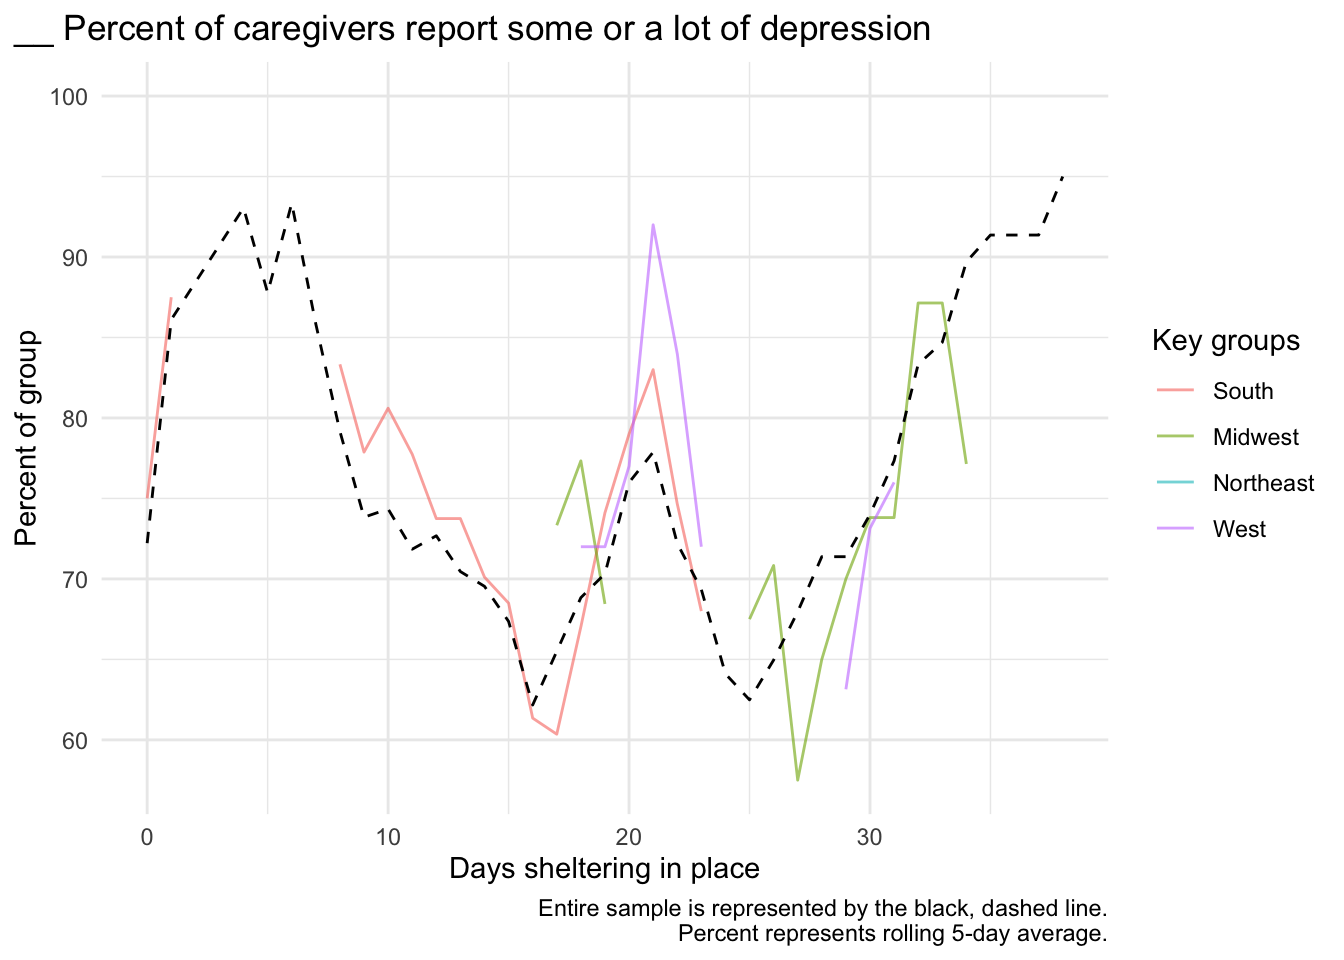 __ Percent of caregivers report some or a lot of depression
100
90
80
70
60
Percent of group
0 10 20 30
Days sheltering in place
Key groups
South
Midwest
Northeast
West
Entire sample is represented by the black, dashed line.
Percent represents rolling 5-day average.